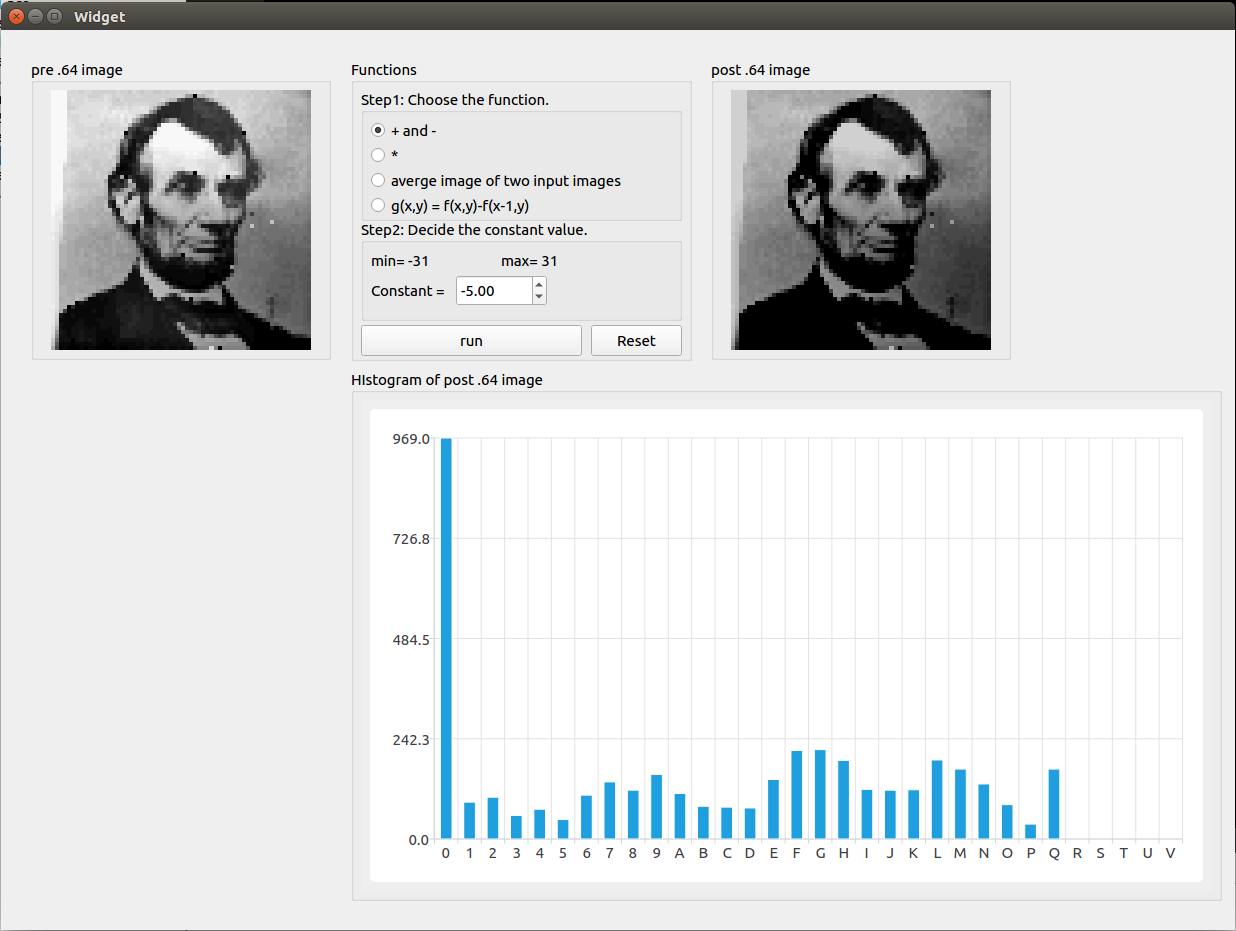 Widget
pre .64 image
Functions
post .64 image
Step1: Choose the function.
+ and -
*
averge image of two input images
g(x,y) = f(x,y)-f(x-1,y)
Step2: Decide the constant value.
min= -31 max= 31
Constant = -5.00
run Reset
HIstogram of post .64 image
969.0
726.8
484.5
242.3
0.0
0 1 2 3 4 5 6 7 8 9 A B C D E F G H I J K L M N O P Q R S T U V